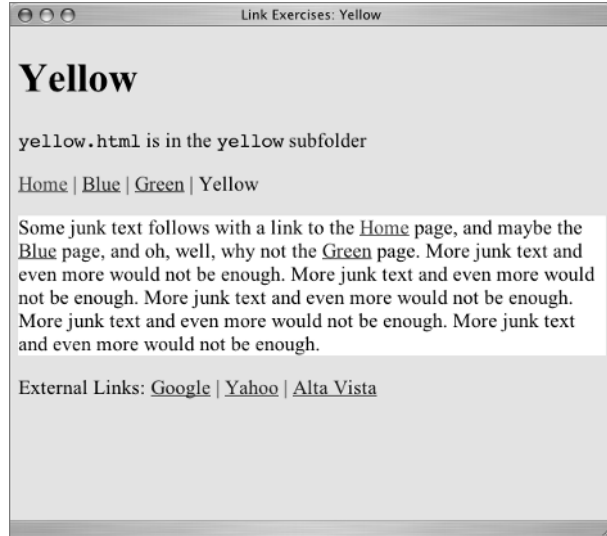 Link Exercises: Yellow
Yellow
yellow.html is in the yellow subfolder
Home | Blue | Green | Yellow
Some junk text follows with a link to the Home page, and maybe the
Blue page, and oh, well, why not the Green page. More junk text and
even more would not be enough. More junk text and even more would
not be enough. More junk text and even more would not be enough.
More junk text and even more would not be enough. More junk text
and even more would not be enough.
External Links: Google | Yahoo | Alta Vista